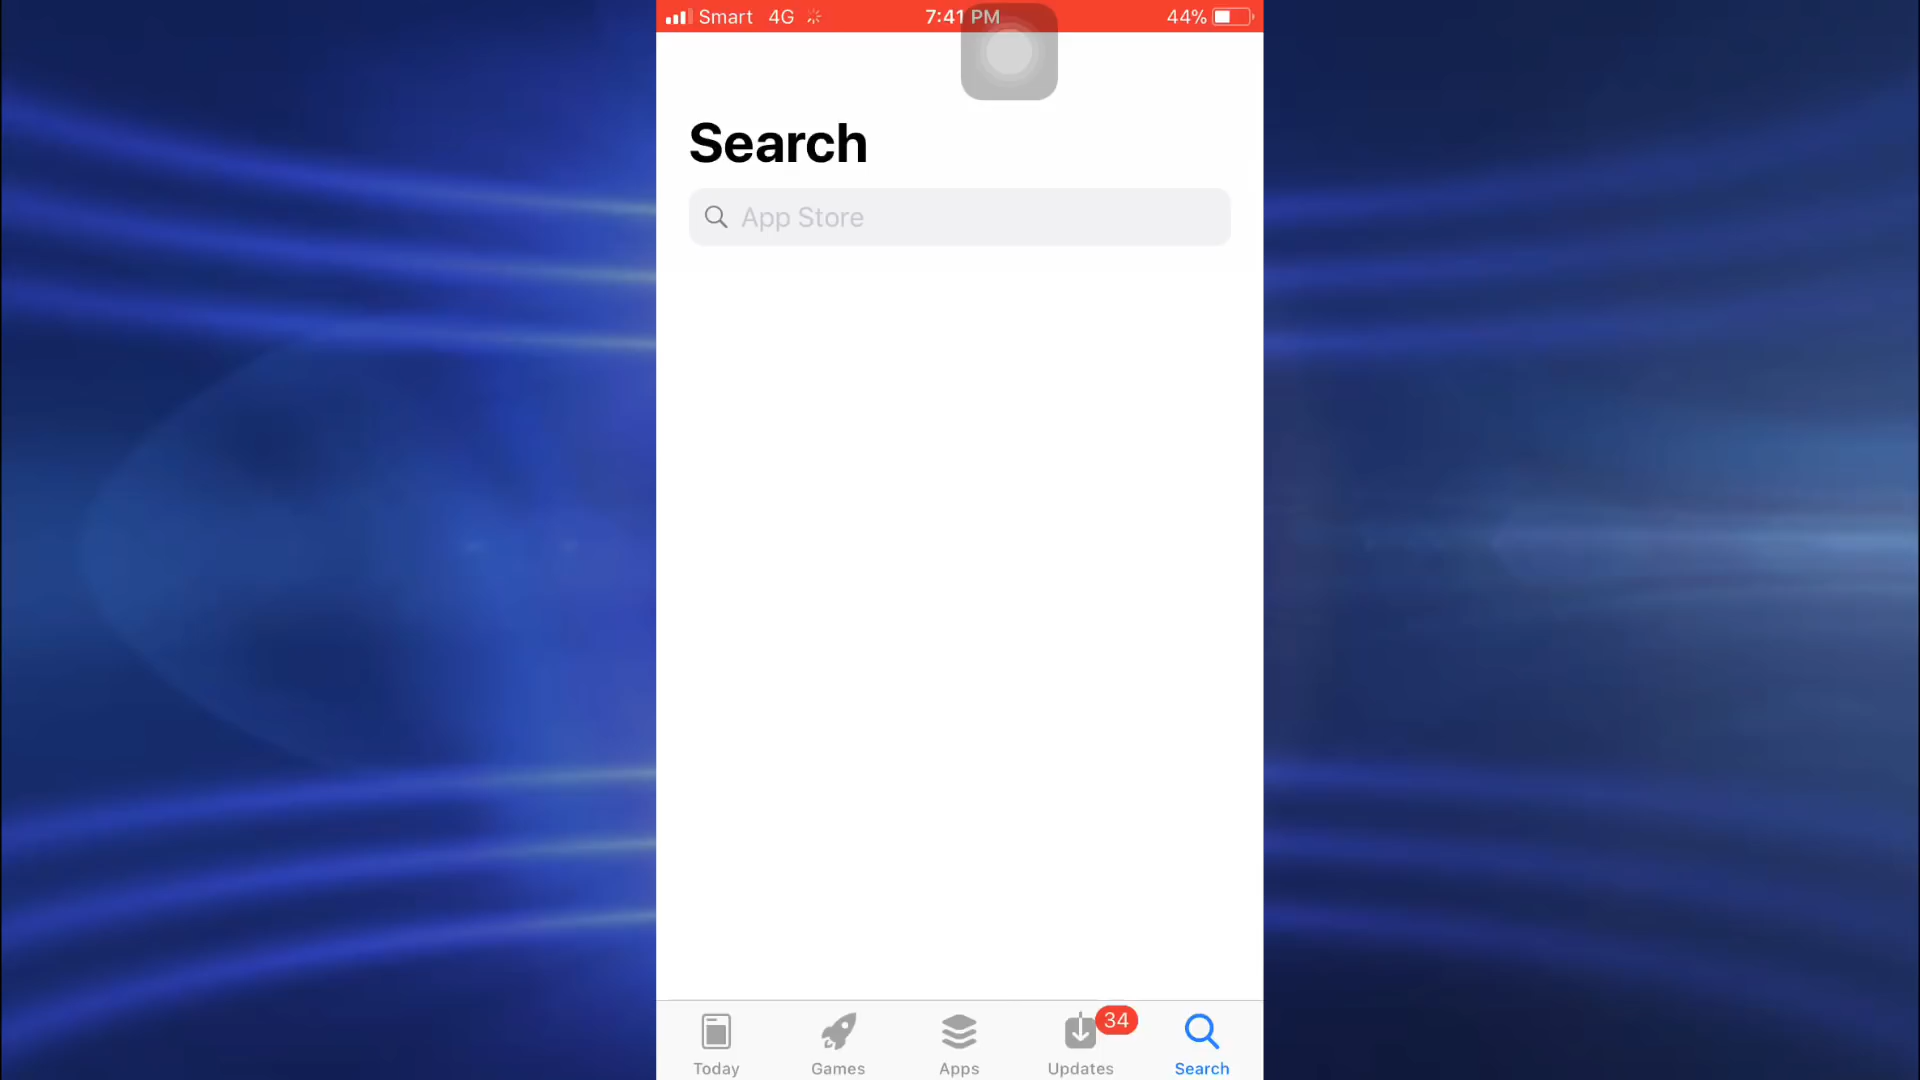 Smart 4G 7:41 PM 44%
Search
App Store
34
Today Games Apps Updates Search